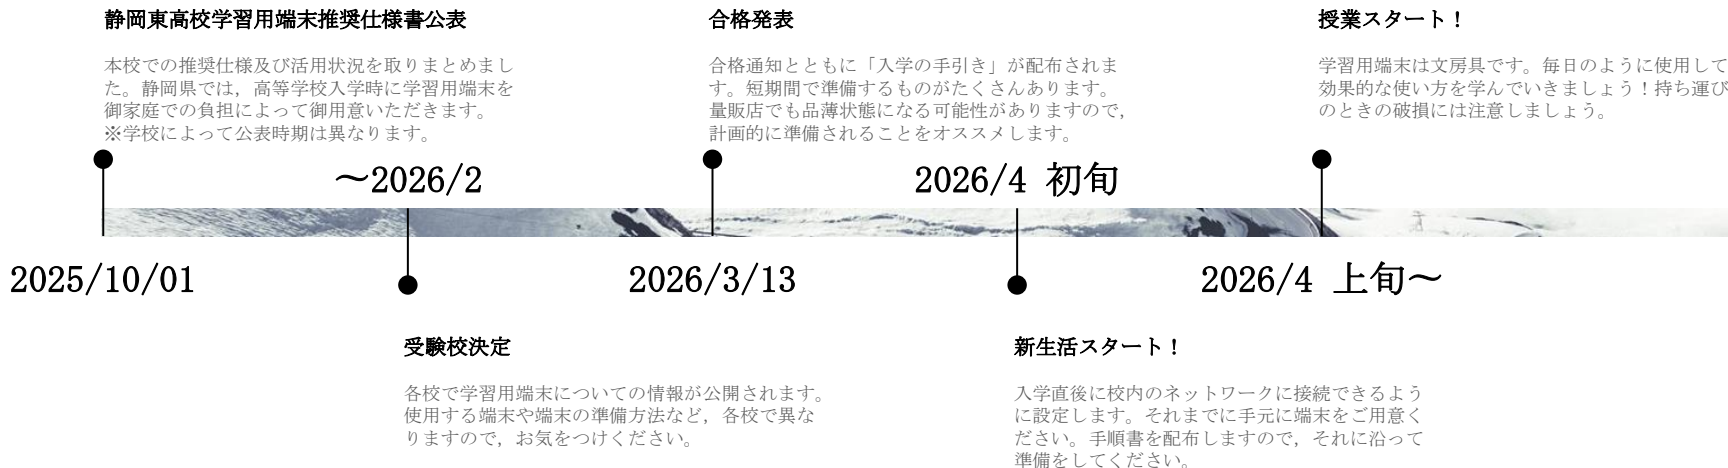 静岡東高校学習用端末推奨仕様書公表
本校での推奨仕様及び活用状況を取りまとめまし
た。静岡県では，高等学校入学時に学習用端末を
御家庭での負担によって御用意いただきます。
※学校によって公表時期は異なります。
2025/10/01
～2026/2
受験校決定
各校で学習用端末についての情報が公開されます。
使用する端末や端末の準備方法など，各校で異な
りますので，お気をつけください。
合格発表
合格通知とともに「入学の手引き」が配布されま
す。短期間で準備するものがたくさんあります。
量販店でも品薄状態になる可能性がありますので，
計画的に準備されることをオススメします。
2026/3/13
2026/4 初旬
新生活スタート！
入学直後に校内のネットワークに接続できるよう
に設定します。それまでに手元に端末をご用意く
ださい。手順書を配布しますので，それに沿って
準備をしてください。
授業スタート！
学習用端末は文房具です。毎日のように使用して
効果的な使い方を学んでいきましょう！持ち運び
のときの破損には注意しましょう。
2026/4 上旬～